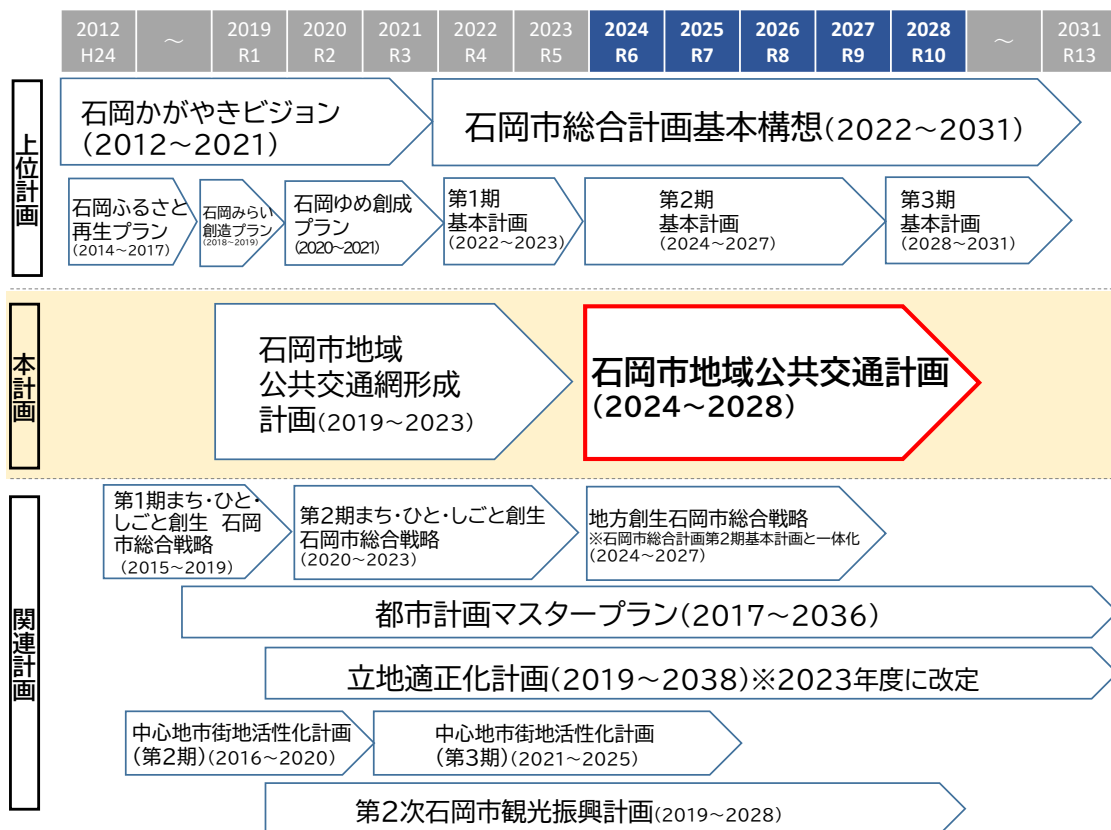 2012
H24
～
2019
R1
2020
R2
2021
R3
2022
R4
2023
R5
2024
R6
2025
R7
2026
R8
2027
R9
2028
R10
～
2031
R13
上位計画
石岡かがやきビジョン
(2012～2021)
石岡市総合計画基本構想(2022～2031)
石岡ふるさと
再生プラン
(2014～2017)
石岡みらい
創造プラン
(2018～2019)
石岡ゆめ創成
プラン
(2020～2021)
第1期
基本計画
(2022～2023)
第2期
基本計画
(2024～2027)
第3期
基本計画
(2028～2031)
本計画
石岡市地域
公共交通網形成
計画(2019～2023)
石岡市地域公共交通計画
(2024～2028)
関連計画
第1期まち・ひと・
しごと創生 石岡
市総合戦略
(2015～2019)
第2期まち・ひと・しごと創生
石岡市総合戦略
(2020～2023)
地方創生石岡市総合戦略
※石岡市総合計画第2期基本計画と一体化
(2024～2027)
都市計画マスタープラン(2017～2036)
立地適正化計画(2019～2038)※2023年度に改定
中心地市街地活性化計画
(第2期)(2016～2020)
中心地市街地活性化計画
(第3期)(2021～2025)
第2次石岡市観光振興計画(2019～2028)